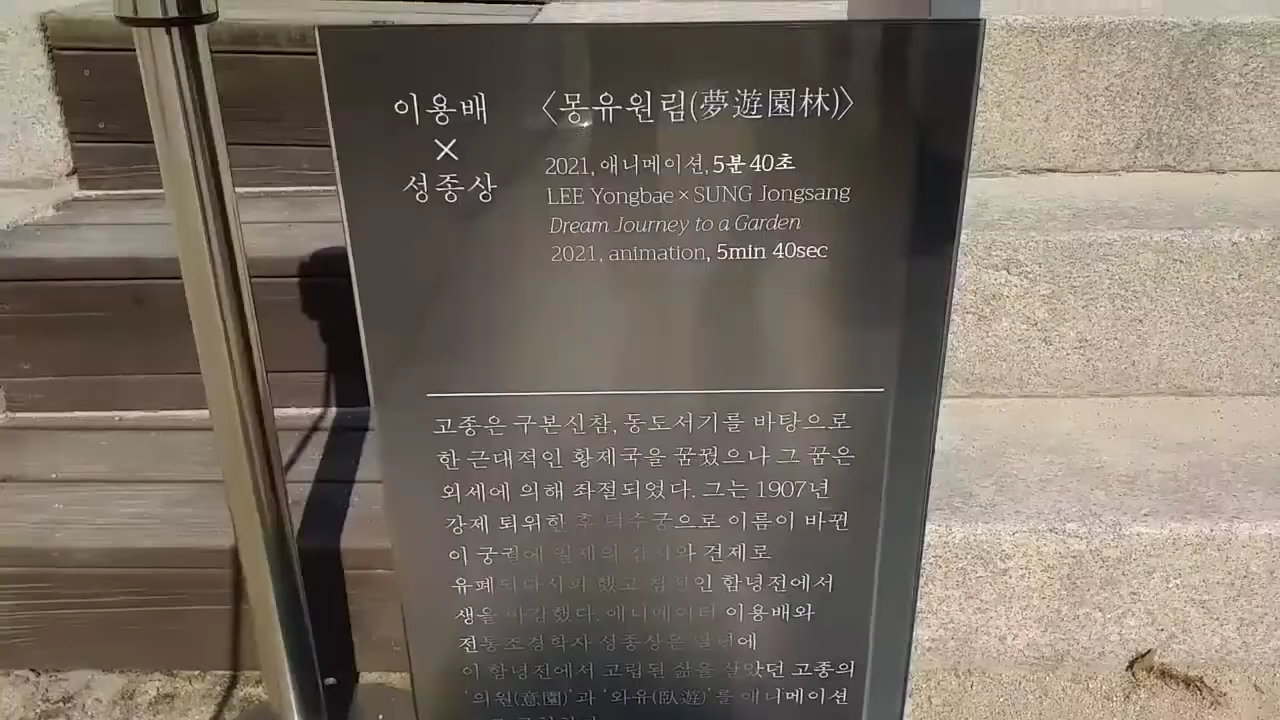 이용배
×
성종상
〈몽유원림(夢遊園林)〉
2021, 애니메이션, 5분 40초
LEE Yongbae × SUNG Jongsang
Dream Journey to a Garden
2021, animation, 5min 40sec
고종은 구본신참, 동도서기를 바탕으로
한 근대적인 황제국을 꿈꿨으나 그 꿈은
외세에 의해 좌절되었다. 그는 1907년
강제 퇴위한 후 덕수궁으로 이름이 바뀐
이 궁궐에 일제의 감시와 견제로
유폐되다시피 했고 침전인 함녕전에서
생을 마감했다. 애니메이터 이용배와
전통조경학자 성종상은 말년에
이 함녕전에서 고립된 삶을 살았던 고종의
'의원(意園)'과 '와유(臥遊)'를 애니메이션